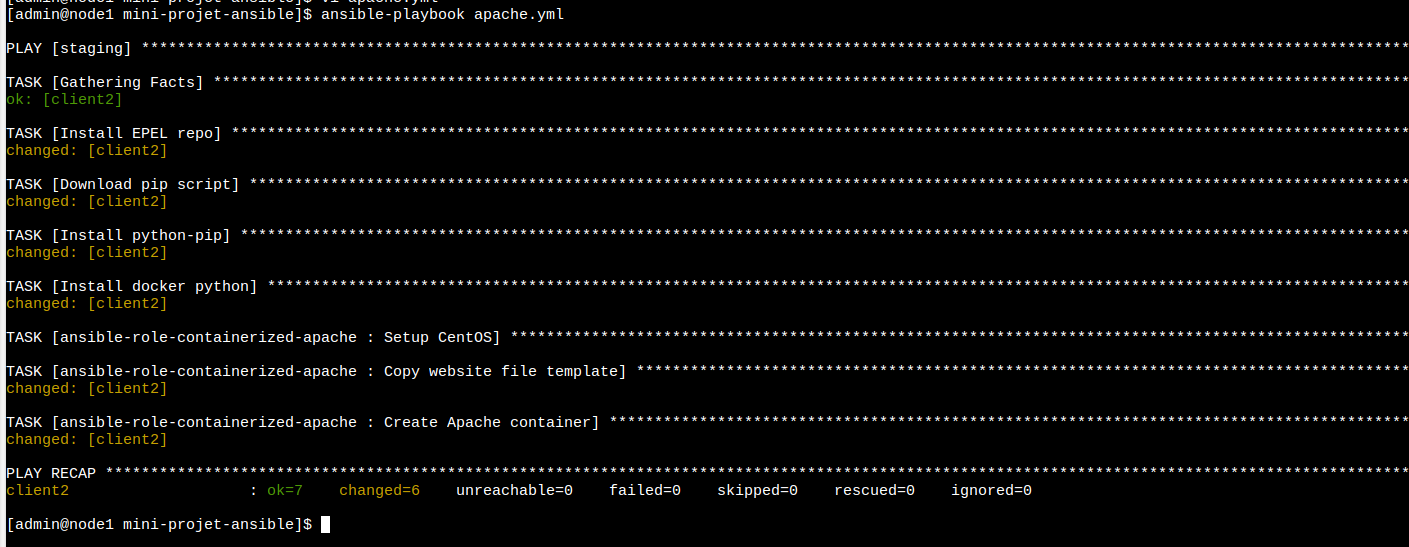 [admin@node1 mini-projet-ansible]$ vi apache.yml
[admin@node1 mini-projet-ansible]$ ansible-playbook apache.yml
PLAY [staging] *********************************************************************************************************************************************
TASK [Gathering Facts] *************************************************************************************************************************************
ok: [client2]
TASK [Install EPEL repo] ***********************************************************************************************************************************
changed: [client2]
TASK [Download pip script] *********************************************************************************************************************************
changed: [client2]
TASK [Install python-pip] **********************************************************************************************************************************
changed: [client2]
TASK [Install docker python] *******************************************************************************************************************************
changed: [client2]
TASK [ansible-role-containerized-apache : Setup CentOS] ****************************************************************************************************
TASK [ansible-role-containerized-apache : Copy website file template] **************************************************************************************
changed: [client2]
TASK [ansible-role-containerized-apache : Create Apache container] *****************************************************************************************
changed: [client2]
PLAY RECAP *************************************************************************************************************************************************
client2                    : ok=7    changed=6    unreachable=0    failed=0    skipped=0    rescued=0    ignored=0
[admin@node1 mini-projet-ansible]$